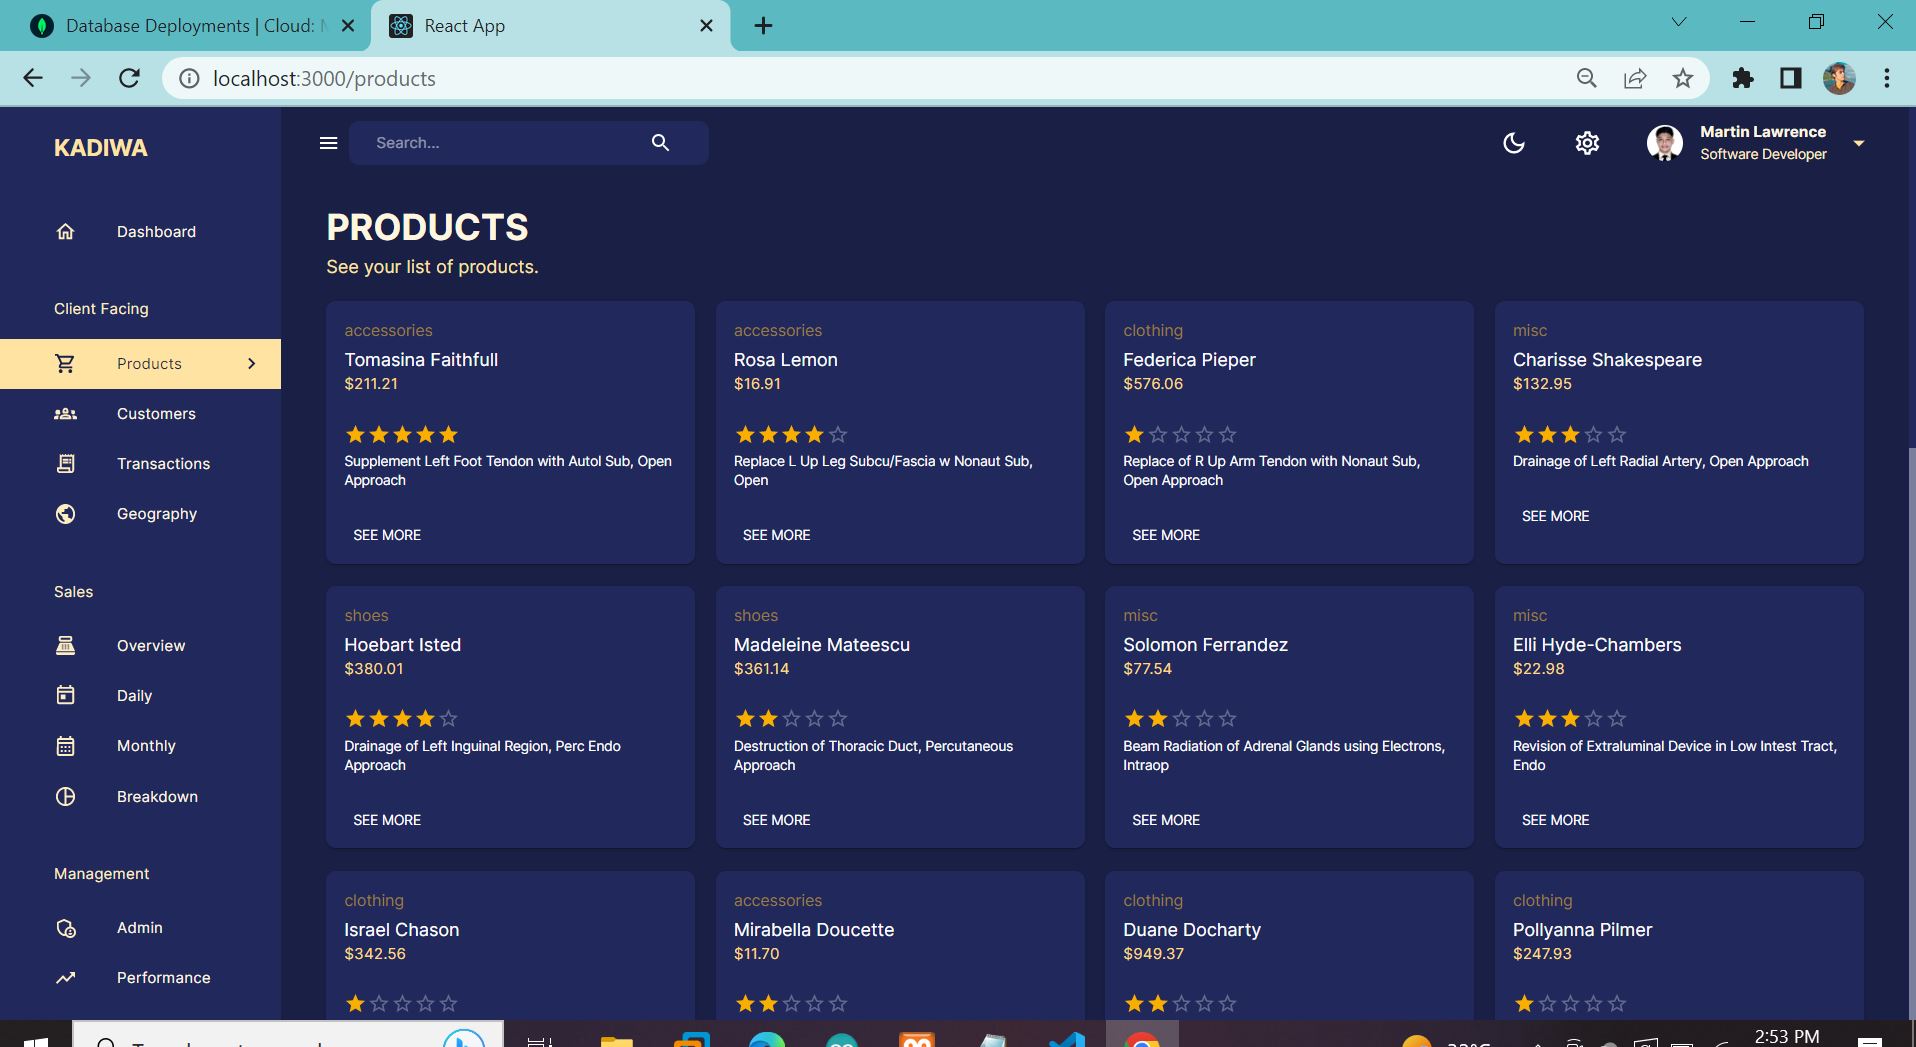 Database Deployments | Cloud:
React App
localhost:3000/products
KADIWA
Search...
Martin Lawrence
Software Developer
Dashboard
Client Facing
Products
Customers
Transactions
Geography
Sales
Overview
Daily
Monthly
Breakdown
Management
Admin
Performance
PRODUCTS
See your list of products.
accessories
Tomasina Faithfull
$211.21
Supplement Left Foot Tendon with Autol Sub, Open
Approach
SEE MORE
accessories
Rosa Lemon
$16.91
Replace L Up Leg Subcu/Fascia w Nonaut Sub,
Open
SEE MORE
clothing
Federica Pieper
$576.06
Replace of R Up Arm Tendon with Nonaut Sub,
Open Approach
SEE MORE
misc
Charisse Shakespeare
$132.95
Drainage of Left Radial Artery, Open Approach
SEE MORE
shoes
Hoebart Isted
$380.01
Drainage of Left Inguinal Region, Perc Endo
Approach
SEE MORE
shoes
Madeleine Mateescu
$361.14
Destruction of Thoracic Duct, Percutaneous
Approach
SEE MORE
misc
Solomon Ferrandez
$77.54
Beam Radiation of Adrenal Glands using Electrons,
Intraop
SEE MORE
misc
Elli Hyde-Chambers
$22.98
Revision of Extraluminal Device in Low Intest Tract,
Endo
SEE MORE
clothing
Israel Chason
$342.56
accessories
Mirabella Doucette
$11.70
clothing
Duane Docharty
$949.37
clothing
Pollyanna Pilmer
$247.93
2:53 PM